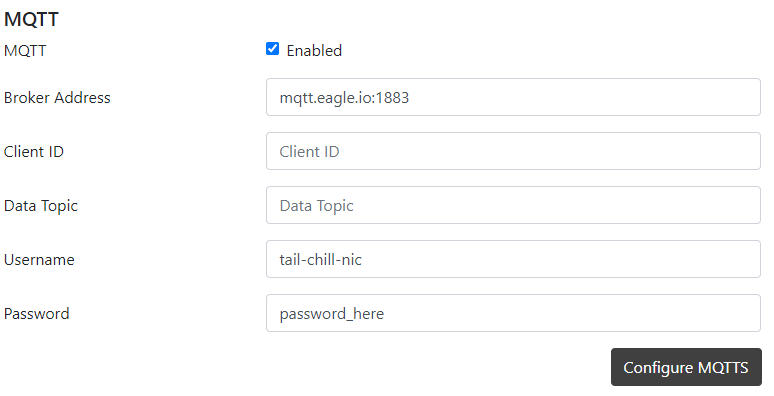 MQTT
MQTT Enabled
Broker Address mqtt.eagle.io:1883
Client ID Client ID
Data Topic Data Topic
Username tail-chill-nic
Password password_here
Configure MQTTS